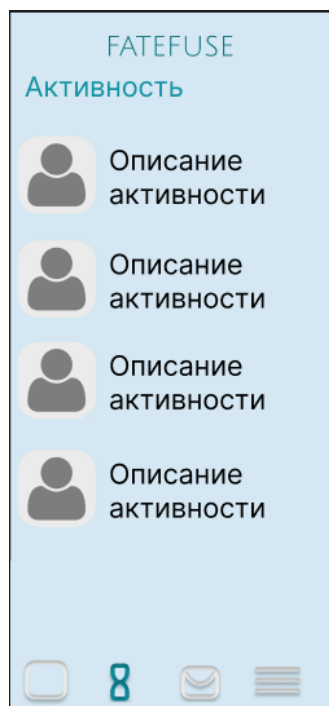 FATEFUSE
Активность
Описание
активности
Описание
активности
Описание
активности
Описание
активности